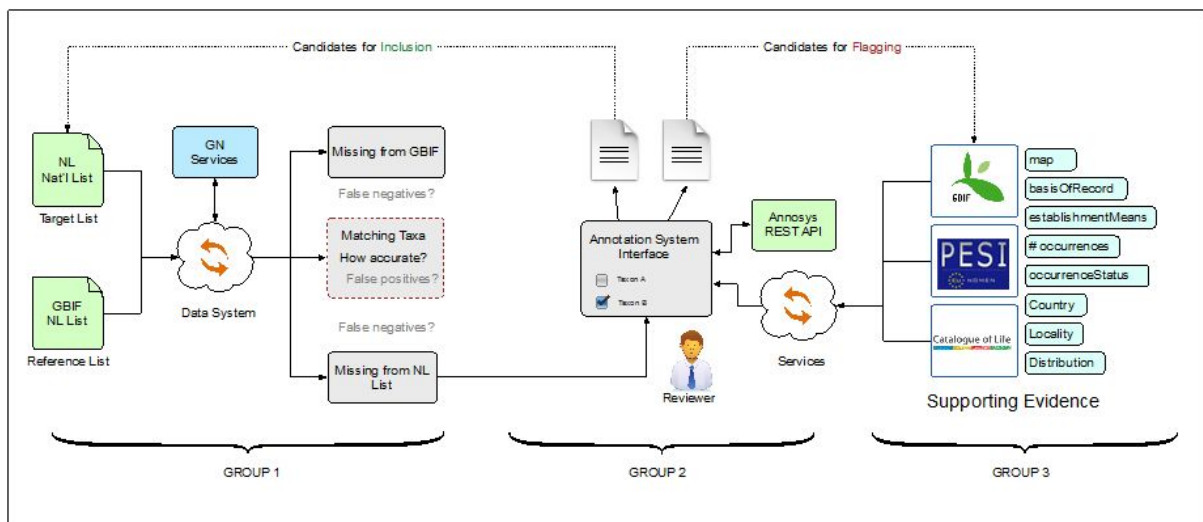 Candidates for Inclusion
Candidates for Flagging
NL
Nat'l List
Target List
GN
Services
Data System
GBIF
NL List
Reference List
Missing from GBIF
False negatives?
Matching Taxa
How accurate?
False positives?
False negatives?
Missing from NL
List
Annotation System
Interface
Taxon A
Taxon B
Reviewer
Annosys
REST API
Services
GBIF
PESI
Catalogue of Life
map
basisOfRecord
establishmentMeans
# occurrences
occurrenceStatus
Country
Locality
Distribution
Supporting Evidence
GROUP 1
GROUP 2
GROUP 3